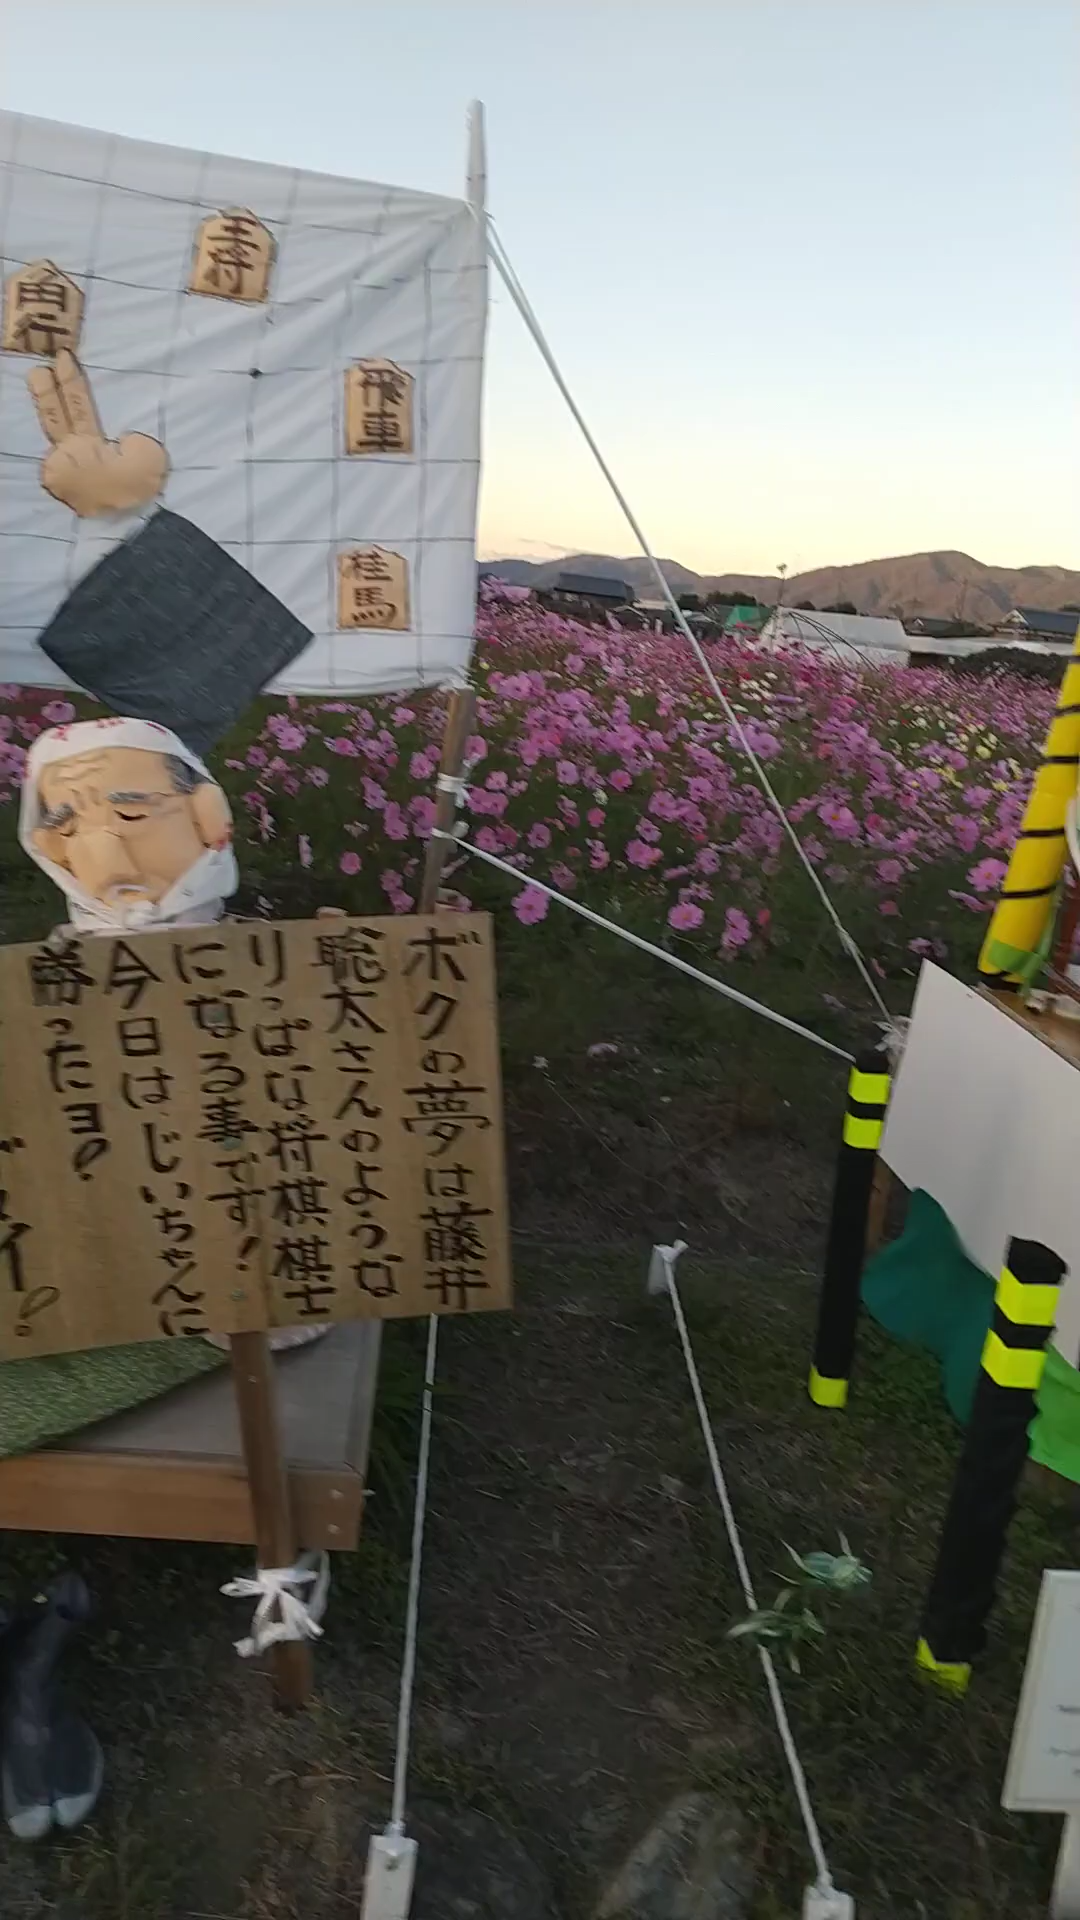 王将
角行
飛車
桂馬
ボクの夢は藤井
聡太さんのような
りっぱな将棋棋士
になる事です!
今日はじいちゃんに
勝ったヨ!